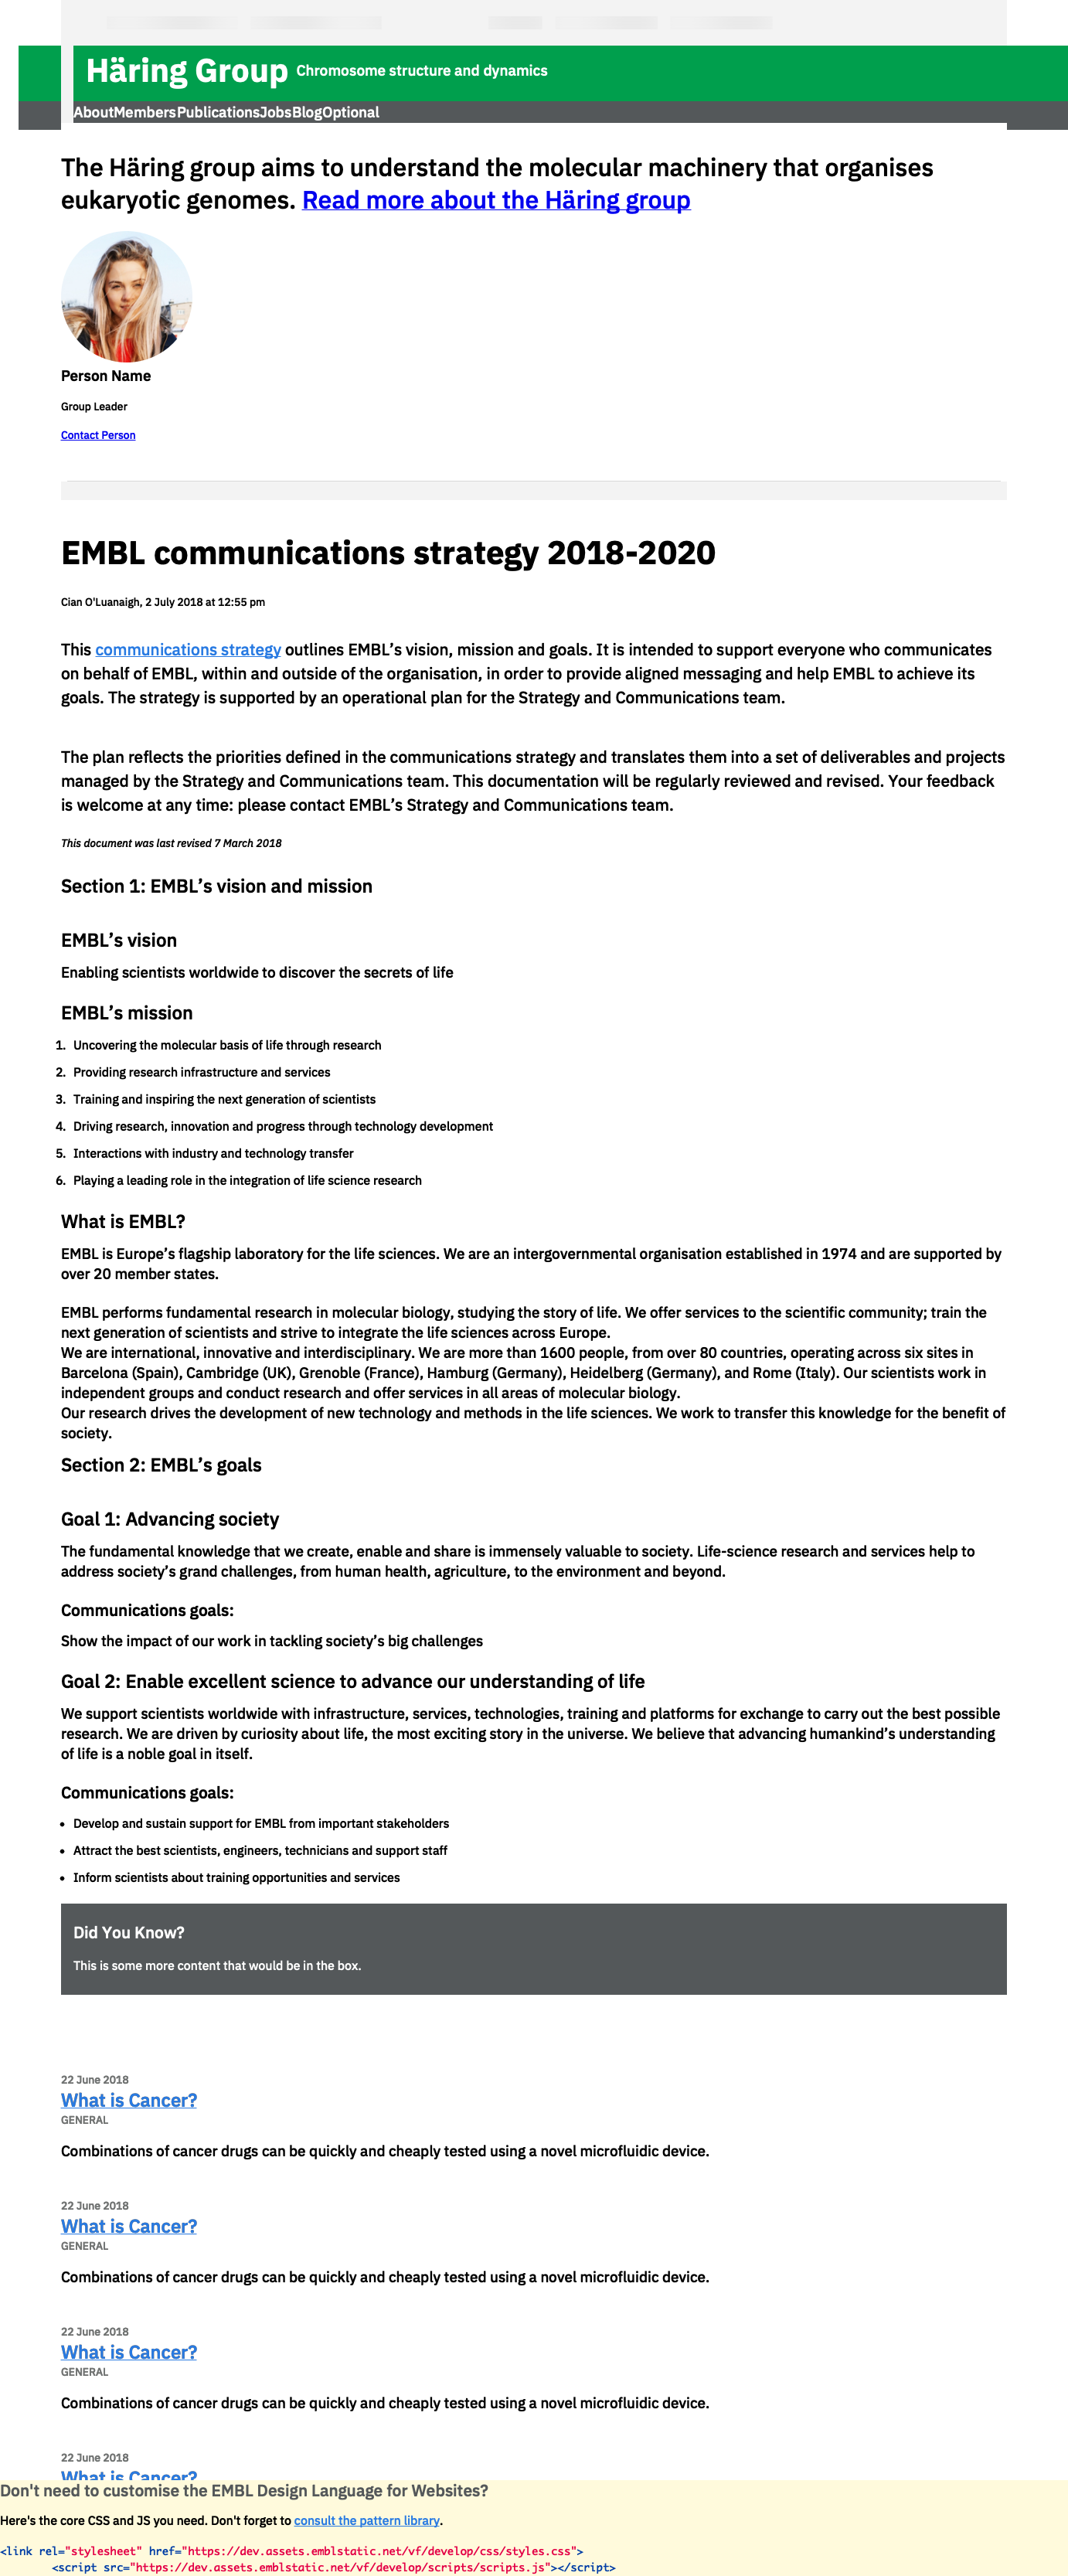 Häring Group Chromosome structure and dynamics
AboutMembersPublicationsJobsBlogOptional
The Häring group aims to understand the molecular machinery that organises
eukaryotic genomes. Read more about the Häring group
Person Name
Group Leader
Contact Person
EMBL communications strategy 2018-2020
Cian O'Luanaigh, 2 July 2018 at 12:55 pm
This communications strategy outlines EMBL’s vision, mission and goals. It is intended to support everyone who communicates
on behalf of EMBL, within and outside of the organisation, in order to provide aligned messaging and help EMBL to achieve its
goals. The strategy is supported by an operational plan for the Strategy and Communications team.
The plan reflects the priorities defined in the communications strategy and translates them into a set of deliverables and projects
managed by the Strategy and Communications team. This documentation will be regularly reviewed and revised. Your feedback
is welcome at any time: please contact EMBL’s Strategy and Communications team.
This document was last revised 7 March 2018
Section 1: EMBL’s vision and mission
EMBL’s vision
Enabling scientists worldwide to discover the secrets of life
EMBL’s mission
1. Uncovering the molecular basis of life through research
2. Providing research infrastructure and services
3. Training and inspiring the next generation of scientists
4. Driving research, innovation and progress through technology development
5. Interactions with industry and technology transfer
6. Playing a leading role in the integration of life science research
What is EMBL?
EMBL is Europe’s flagship laboratory for the life sciences. We are an intergovernmental organisation established in 1974 and are supported by
over 20 member states.
EMBL performs fundamental research in molecular biology, studying the story of life. We offer services to the scientific community; train the
next generation of scientists and strive to integrate the life sciences across Europe.
We are international, innovative and interdisciplinary. We are more than 1600 people, from over 80 countries, operating across six sites in
Barcelona (Spain), Cambridge (UK), Grenoble (France), Hamburg (Germany), Heidelberg (Germany), and Rome (Italy). Our scientists work in
independent groups and conduct research and offer services in all areas of molecular biology.
Our research drives the development of new technology and methods in the life sciences. We work to transfer this knowledge for the benefit of
society.
Section 2: EMBL’s goals
Goal 1: Advancing society
The fundamental knowledge that we create, enable and share is immensely valuable to society. Life-science research and services help to
address society’s grand challenges, from human health, agriculture, to the environment and beyond.
Communications goals:
Show the impact of our work in tackling society’s big challenges
Goal 2: Enable excellent science to advance our understanding of life
We support scientists worldwide with infrastructure, services, technologies, training and platforms for exchange to carry out the best possible
research. We are driven by curiosity about life, the most exciting story in the universe. We believe that advancing humankind’s understanding
of life is a noble goal in itself.
Communications goals:
• Develop and sustain support for EMBL from important stakeholders
• Attract the best scientists, engineers, technicians and support staff
• Inform scientists about training opportunities and services
Did You Know?
This is some more content that would be in the box.
22 June 2018
What is Cancer?
GENERAL
Combinations of cancer drugs can be quickly and cheaply tested using a novel microfluidic device.
22 June 2018
What is Cancer?
GENERAL
Combinations of cancer drugs can be quickly and cheaply tested using a novel microfluidic device.
22 June 2018
What is Cancer?
GENERAL
Combinations of cancer drugs can be quickly and cheaply tested using a novel microfluidic device.
22 June 2018
What is Cancer?
Don't need to customise the EMBL Design Language for Websites?
Here's the core CSS and JS you need. Don't forget to consult the pattern library.
<link rel="stylesheet" href="https://dev.assets.emblstatic.net/vf/develop/css/styles.css">
<script src="https://dev.assets.emblstatic.net/vf/develop/scripts/scripts.js"></script>